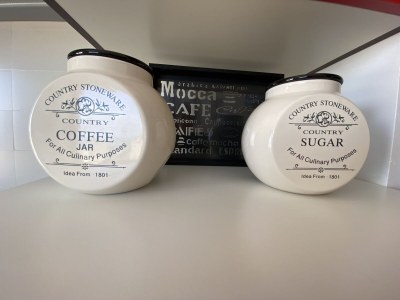 COUNTRY STONEWARE
COUNTRY
COFFEE
JAR
For All Culinary Purposes
Idea From 1801
Mocca
CAFE
COUNTRY STONEWARE
COUNTRY
SUGAR
For All Culinary Purposes
Idea From 1801